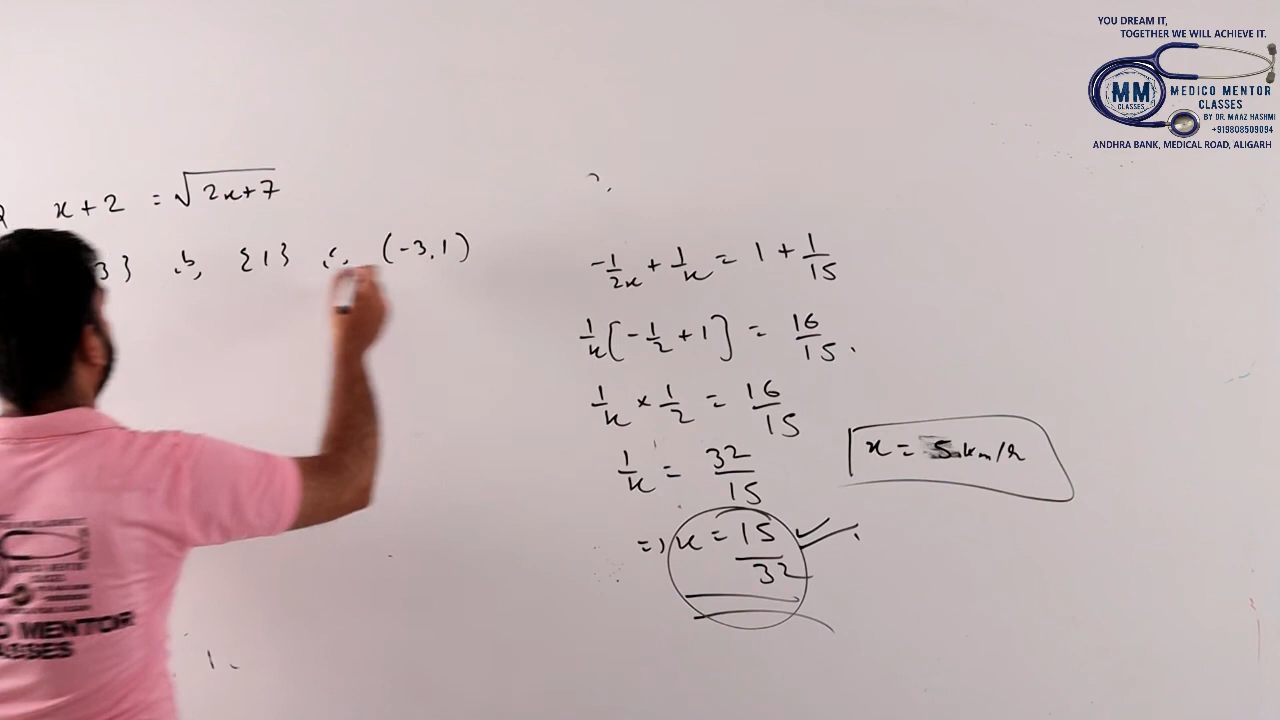 YOU DREAM IT,
TOGETHER WE WILL ACHIEVE IT.
MM
CLASSES
MEDICO MENTOR
CLASSES
BY DR. MAAZ HASHMI
+919808509094
ANDHRA BANK, MEDICAL ROAD, ALIGARH
x + 2 = √(2x+7)
3} b, {1} c, (-3,1)
-1/2x + 1/x = 1 + 1/15
1/x [-1/2 + 1] = 16/15.
1/x × 1/2 = 16/15
1/x = 32/15
=> x = 15/32
x = 5 km/h
MENTOR